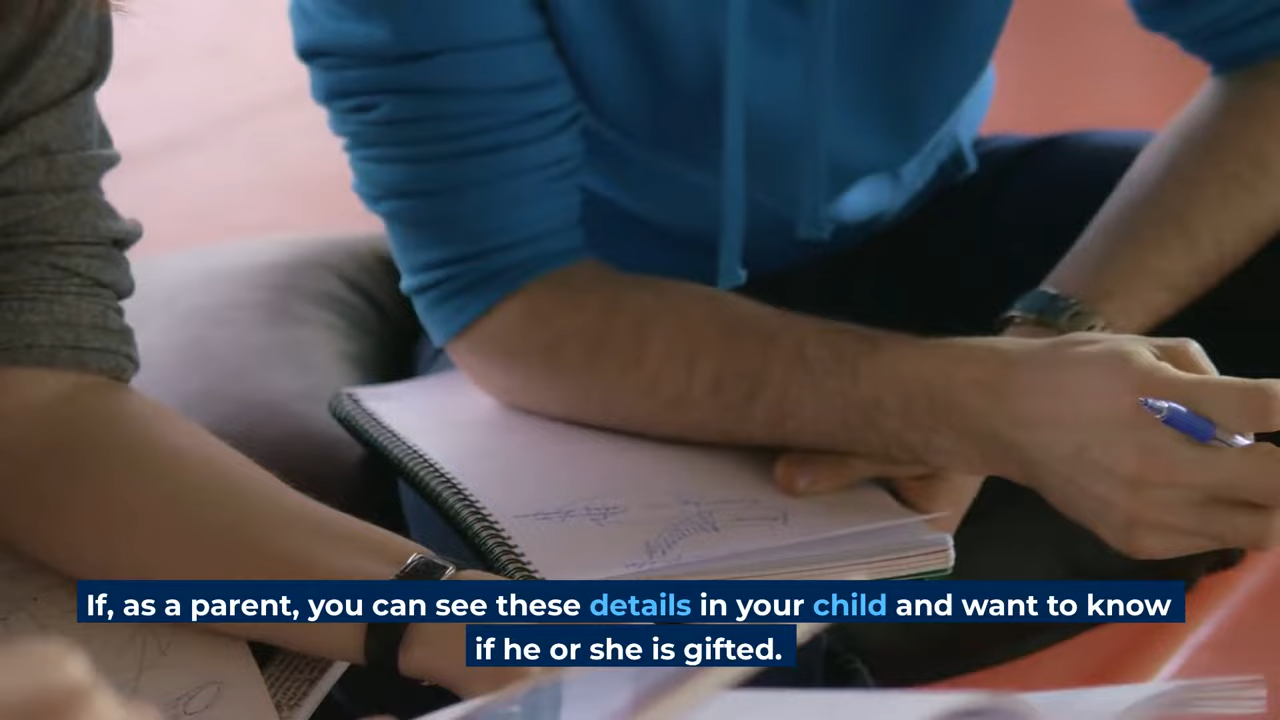 If, as a parent, you can see these details in your child and want to know
if he or she is gifted.